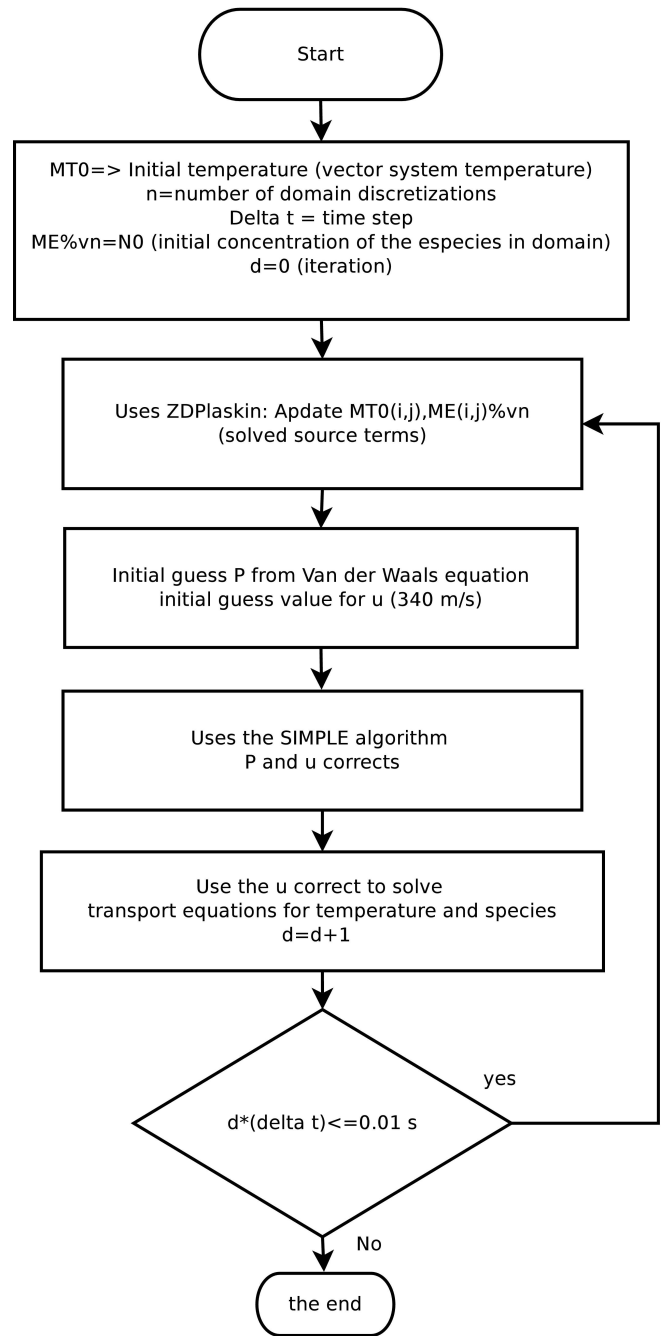 Start
MT0=> Initial temperature (vector system temperature)
n=number of domain discretizations
Delta t = time step
ME%vn=N0 (initial concentration of the especies in domain)
d=0 (iteration)
Uses ZDPlaskin: Apdate MT0(i,j),ME(i,j)%vn
(solved source terms)
Initial guess P from Van der Waals equation
initial guess value for u (340 m/s)
Uses the SIMPLE algorithm
P and u corrects
Use the u correct to solve
transport equations for temperature and species
d=d+1
yes
d*(delta t)<=0.01 s
No
the end